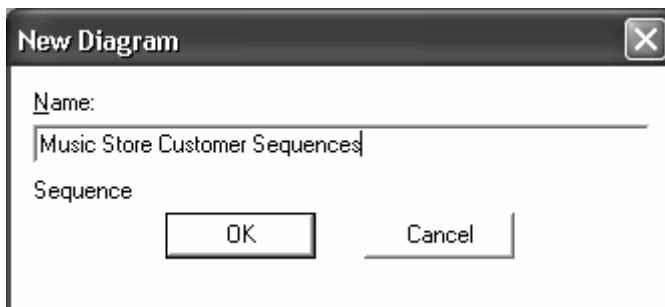 New Diagram
Name:
Music Store Customer Sequences
Sequence
OK Cancel